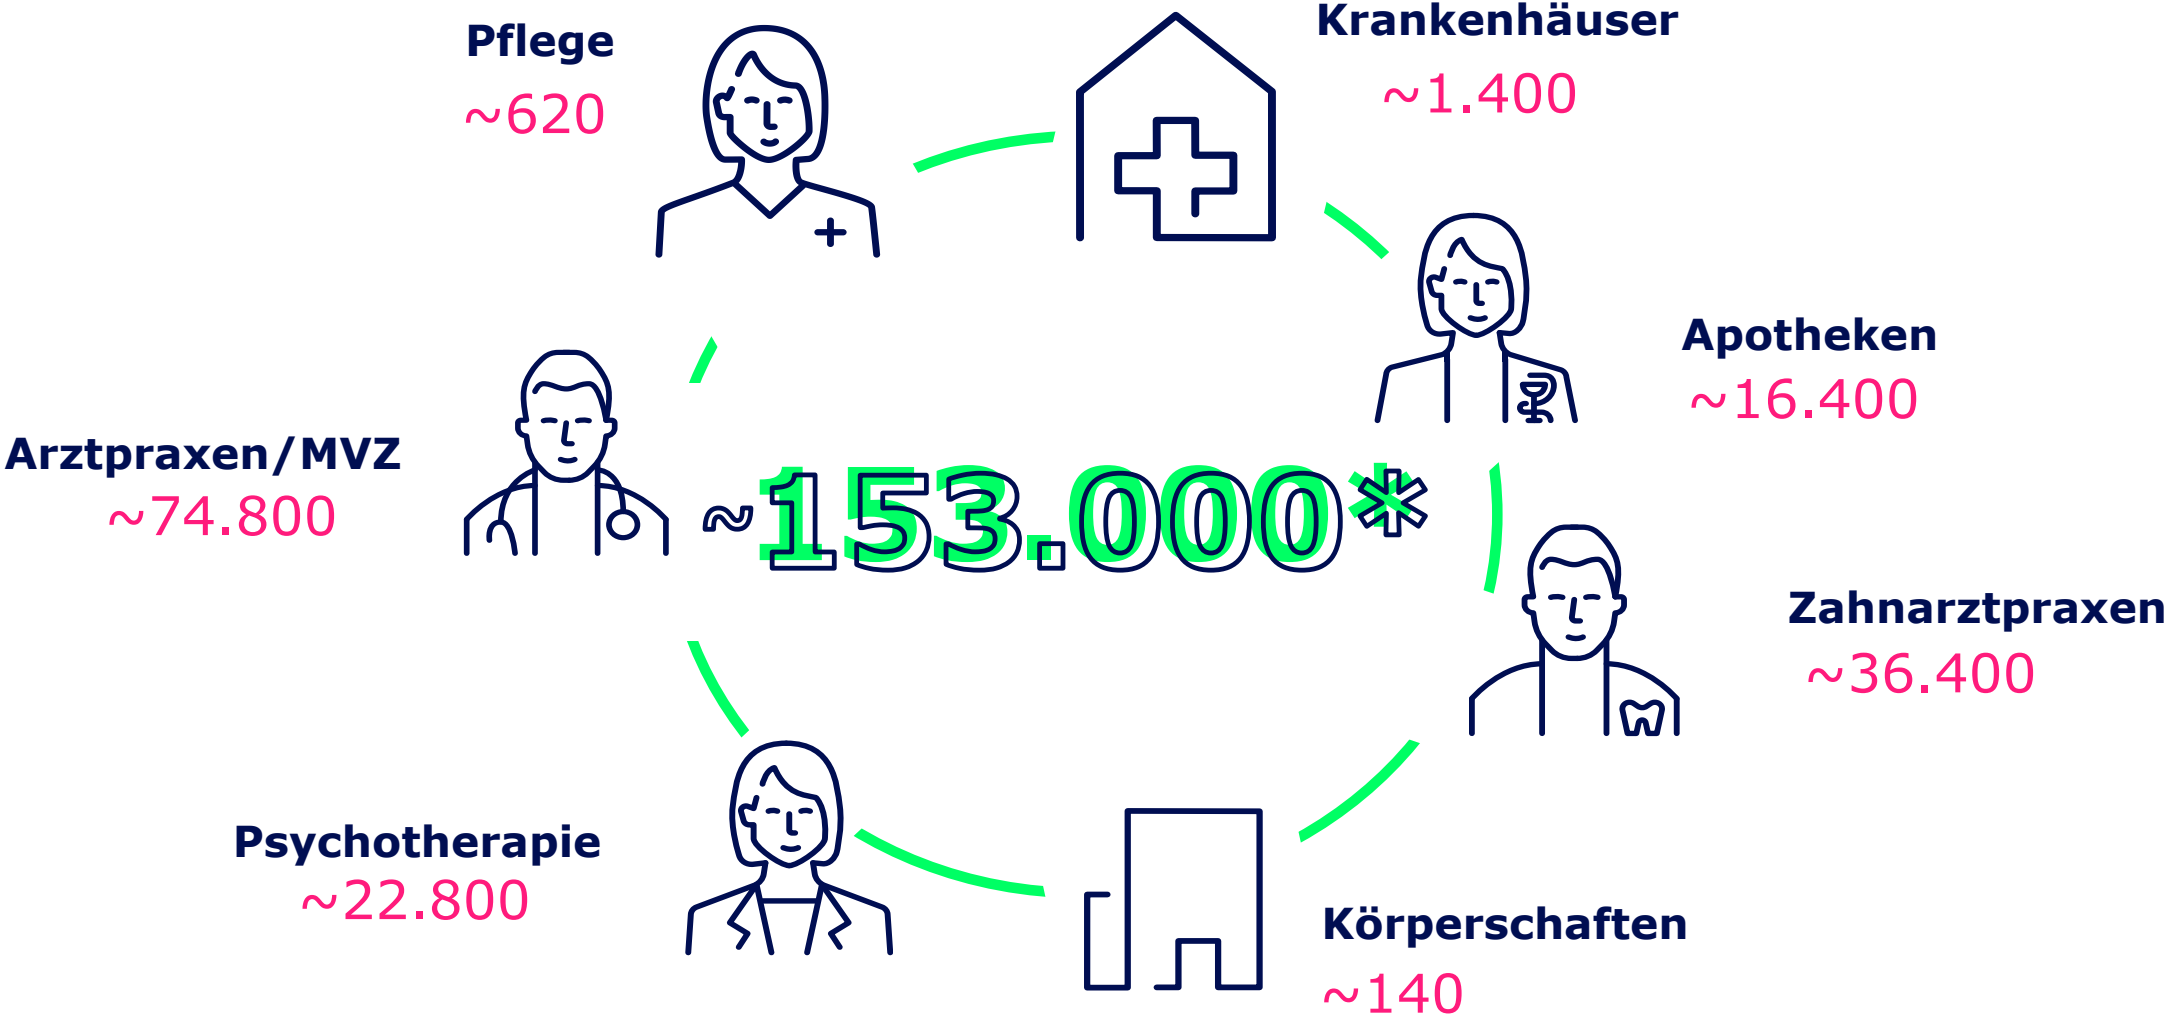 Pflege
~620
Krankenhäuser
~1.400
Apotheken
~16.400
Arztpraxen/MVZ
~74.800
~153.000*
Zahnarztpraxen
~36.400
Psychotherapie
~22.800
Körperschaften
~140